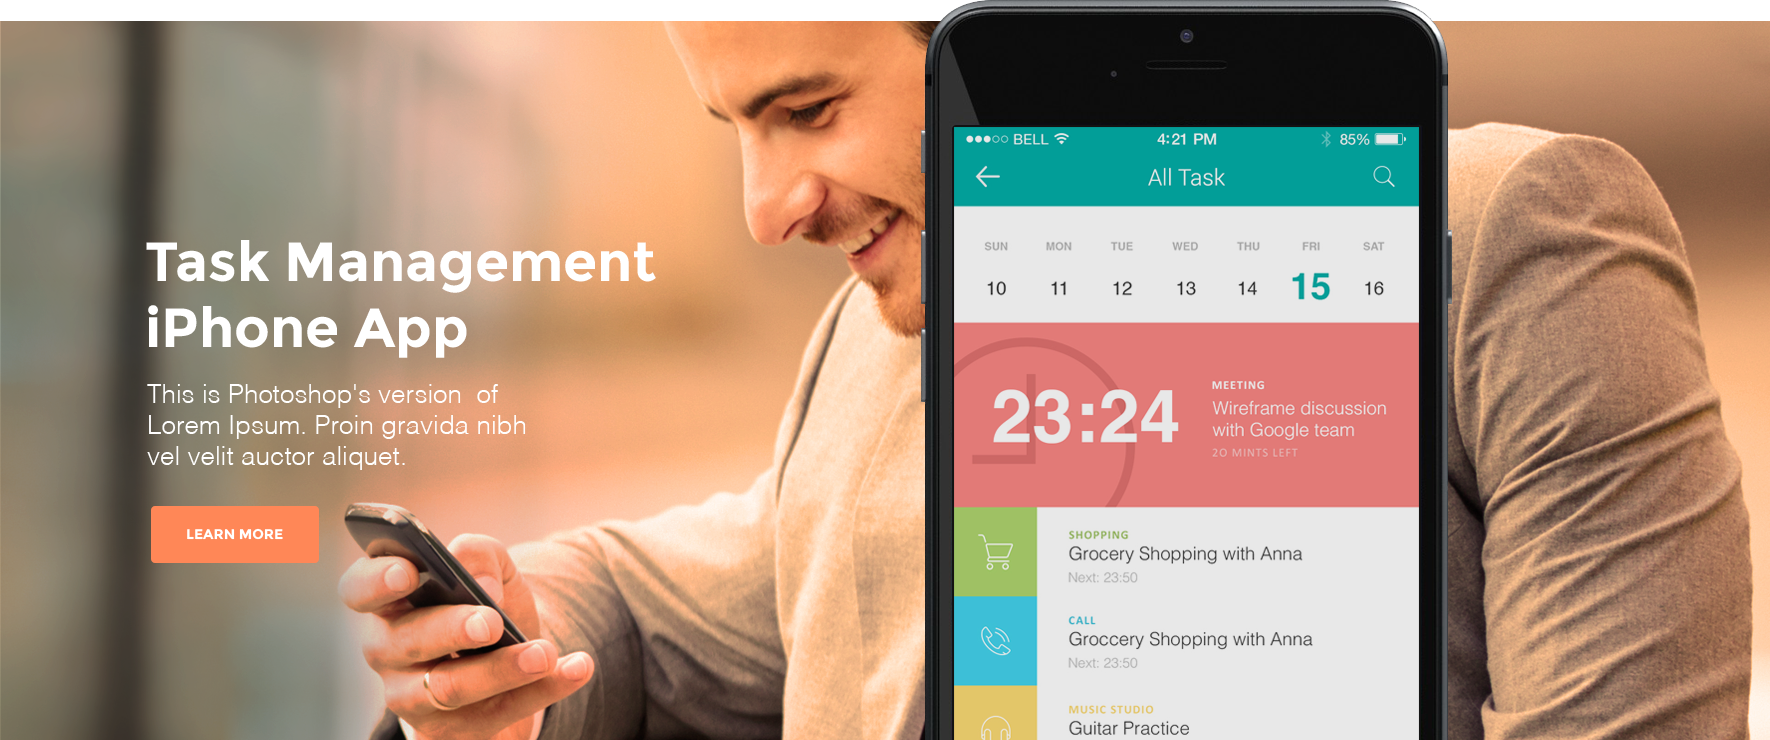 Task Management
iPhone App
This is Photoshop's version  of
Lorem Ipsum. Proin gravida nibh
vel velit auctor aliquet.
LEARN MORE
BELL 4:21 PM 85%
All Task
SUN MON TUE WED THU FRI SAT
10 11 12 13 14 15 16
23:24
MEETING
Wireframe discussion
with Google team
20 MINTS LEFT
SHOPPING
Grocery Shopping with Anna
Next: 23:50
CALL
Groccery Shopping with Anna
Next: 23:50
MUSIC STUDIO
Guitar Practice